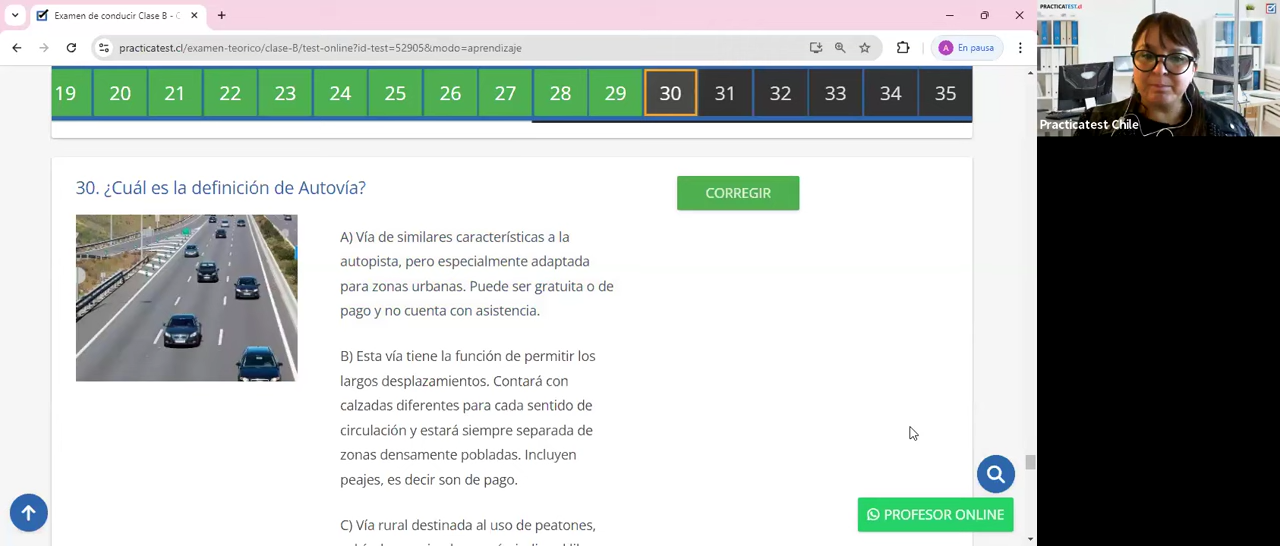 Examen de conducir Clase B - C
practicatest.cl/examen-teorico/clase-B/test-online?id-test=52905&modo=aprendizaje
A
En pausa
PRACTICATEST.cl
Practicatest Chile
19 20 21 22 23 24 25 26 27 28 29 30 31 32 33 34 35
30. ¿Cuál es la definición de Autovía?
CORREGIR
A) Vía de similares características a la
autopista, pero especialmente adaptada
para zonas urbanas. Puede ser gratuita o de
pago y no cuenta con asistencia.
B) Esta vía tiene la función de permitir los
largos desplazamientos. Contará con
calzadas diferentes para cada sentido de
circulación y estará siempre separada de
zonas densamente pobladas. Incluyen
peajes, es decir son de pago.
C) Vía rural destinada al uso de peatones,
PROFESOR ONLINE